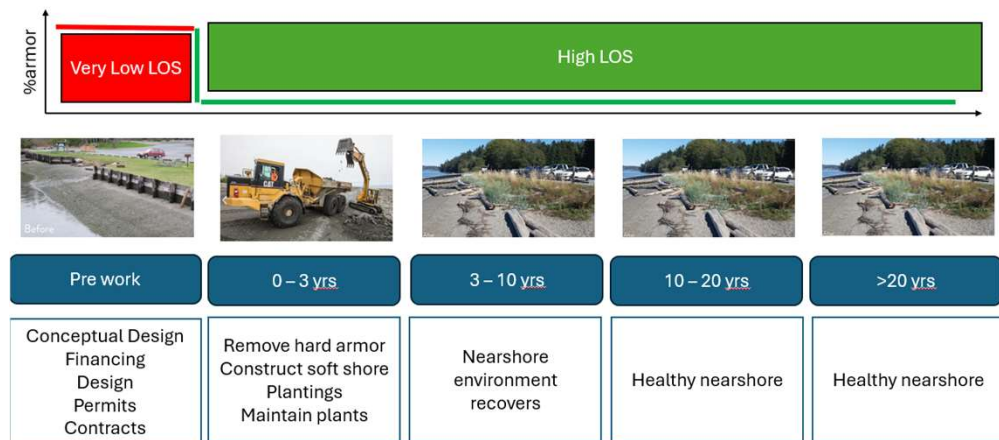 %armor
Very Low LOS
High LOS
Before
CAT
Pre work
0 – 3 yrs
3 – 10 yrs
10 – 20 yrs
>20 yrs
Conceptual Design
Financing
Design
Permits
Contracts
Remove hard armor
Construct soft shore
Plantings
Maintain plants
Nearshore
environment
recovers
Healthy nearshore
Healthy nearshore